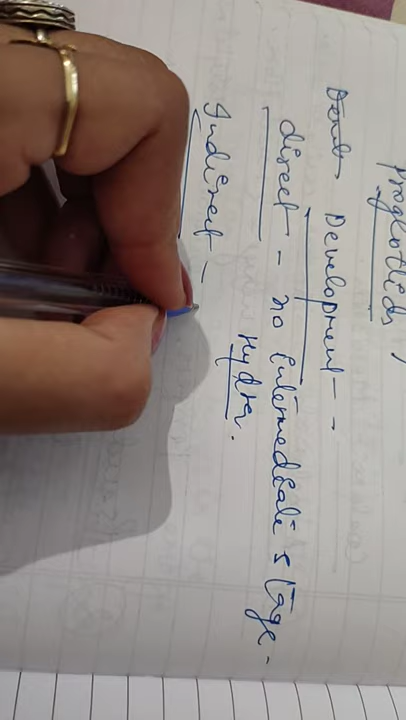 Proglottids,
Development -
direct - no intermediate stage -
Hydra.
Indirect -